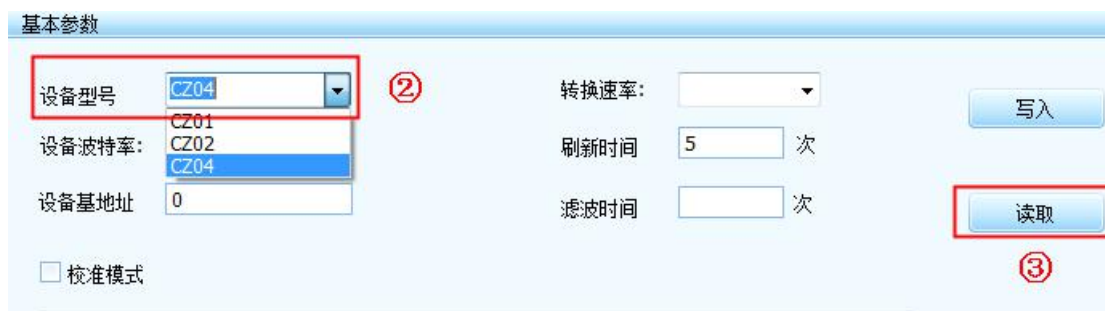 基本参数
设备型号 CZ04 ② 转换速率:
CZ01
CZ02
CZ04
写入
设备波特率: 刷新时间 5 次
设备基地址 0 滤波时间 次
读取
③
校准模式